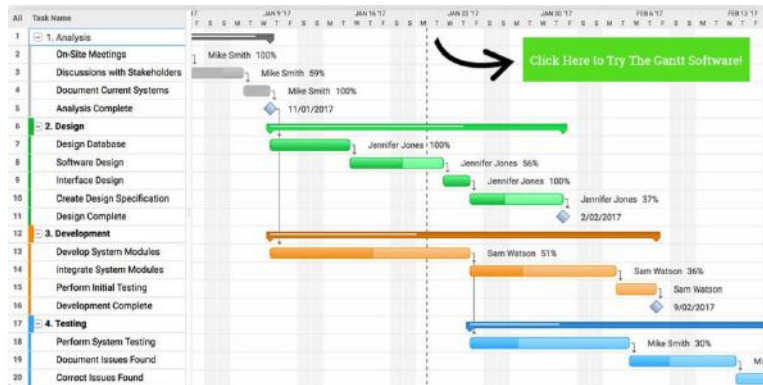 All Task Name
17 JAN 9 '17 JAN 16 '17 JAN 23 '17 JAN 30 '17 FEB 6 '17 FEB 13 '17
1 1. Analysis
Click Here to Try The Gantt Software!
2 On-Site Meetings Mike Smith 100%
3 Discussions with Stakeholders Mike Smith 59%
4 Document Current Systems Mike Smith 100%
5 Analysis Complete 11/01/2017
6 2. Design
7 Design Database Jennifer Jones 100%
8 Software Design Jennifer Jones 56%
9 Interface Design Jennifer Jones 100%
10 Create Design Specification Jennifer Jones 37%
11 Design Complete 2/02/2017
12 3. Development
13 Develop System Modules Sam Watson 51%
14 Integrate System Modules Sam Watson 36%
15 Perform Initial Testing Sam Watson
16 Development Complete 9/02/2017
17 4. Testing
18 Perform System Testing Mike Smith 30%
19 Document Issues Found Mi
20 Correct Issues Found